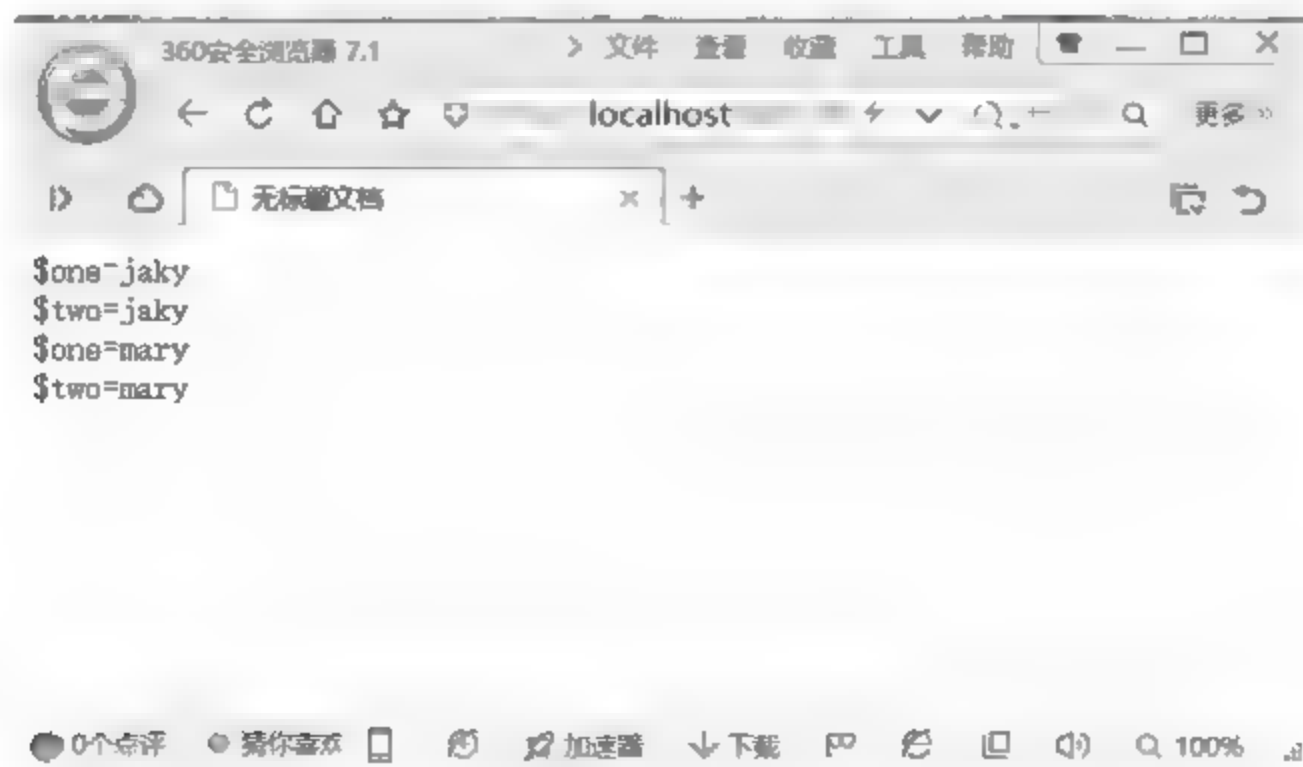 360安全浏览器 7.1 > 文件 查看 收藏 工具 帮助
localhost 更多 »
无标题文档
$one=jaky
$two=jaky
$one=mary
$two=mary
0个点评 猜你喜欢 加速器 下载 100%